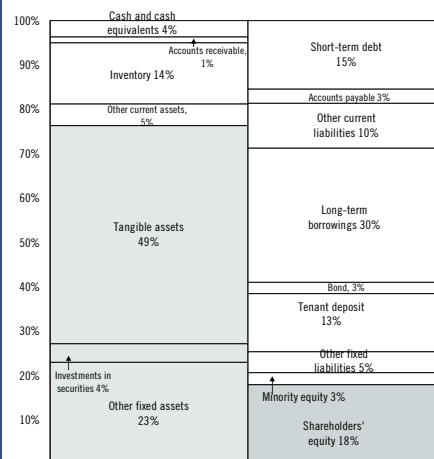 100%
90%
80%
70%
60%
50%
40%
30%
20%
10%
Cash and cash
equivalents 4%
Accounts receivable,
1%
Inventory 14%
Other current assets,
5%
Tangible assets
49%
Investments in
securities 4%
Other fixed assets
23%
Short-term debt
15%
Accounts payable 3%
Other current
liabilities 10%
Long-term
borrowings 30%
Bond, 3%
Tenant deposit
13%
Other fixed
liabilities 5%
Minority equity 3%
Shareholders'
equity 18%